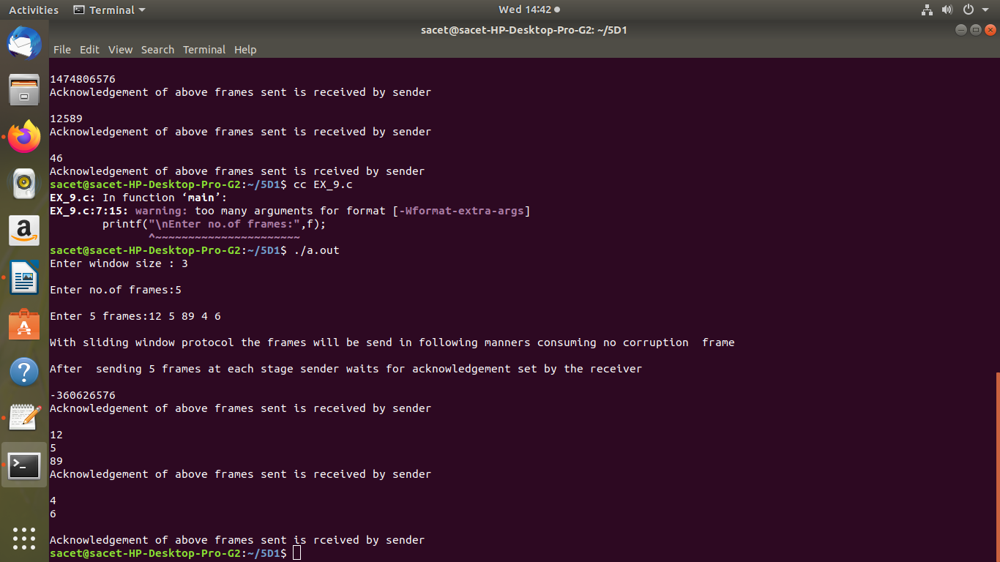 Activities Terminal Wed 14:42
sacet@sacet-HP-Desktop-Pro-G2: ~/5D1
File Edit View Search Terminal Help
1474806576
Acknowledgement of above frames sent is received by sender
12589
Acknowledgement of above frames sent is received by sender
46
Acknowledgement of above frames sent is rceived by sender
sacet@sacet-HP-Desktop-Pro-G2:~/5D1$ cc EX_9.c
EX_9.c: In function ‘main’:
EX_9.c:7:15: warning: too many arguments for format [-Wformat-extra-args]
printf("\nEnter no.of frames:",f);
^~~~~~~~~~~~~~~~~~~~~~~
sacet@sacet-HP-Desktop-Pro-G2:~/5D1$ ./a.out
Enter window size : 3
Enter no.of frames:5
Enter 5 frames:12 5 89 4 6
With sliding window protocol the frames will be send in following manners consuming no corruption  frame
After  sending 5 frames at each stage sender waits for acknowledgement set by the receiver
-360626576
Acknowledgement of above frames sent is received by sender
12
5
89
Acknowledgement of above frames sent is received by sender
4
6
Acknowledgement of above frames sent is rceived by sender
sacet@sacet-HP-Desktop-Pro-G2:~/5D1$